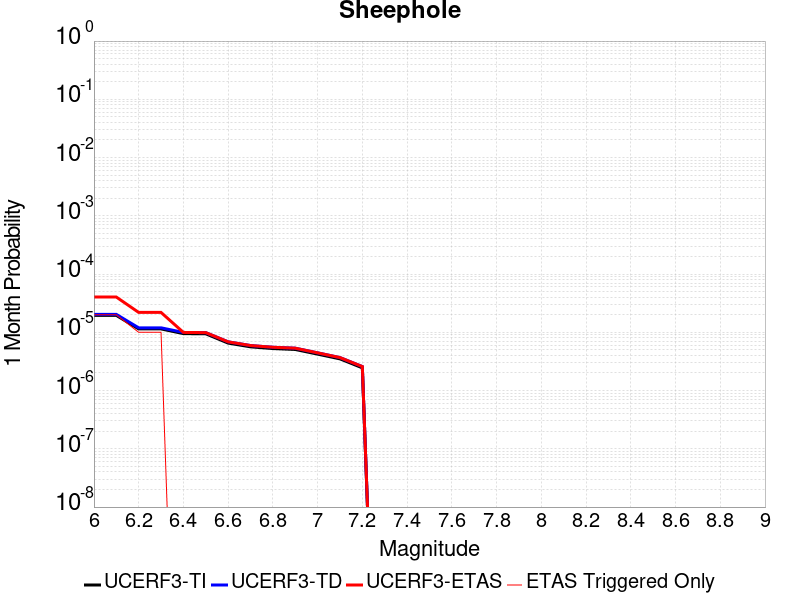 Sheephole
1 Month Probability
10^0
10^-1
10^-2
10^-3
10^-4
10^-5
10^-6
10^-7
10^-8
6 6.2 6.4 6.6 6.8 7 7.2 7.4 7.6 7.8 8 8.2 8.4 8.6 8.8 9
Magnitude
UCERF3-TI UCERF3-TD UCERF3-ETAS ETAS Triggered Only